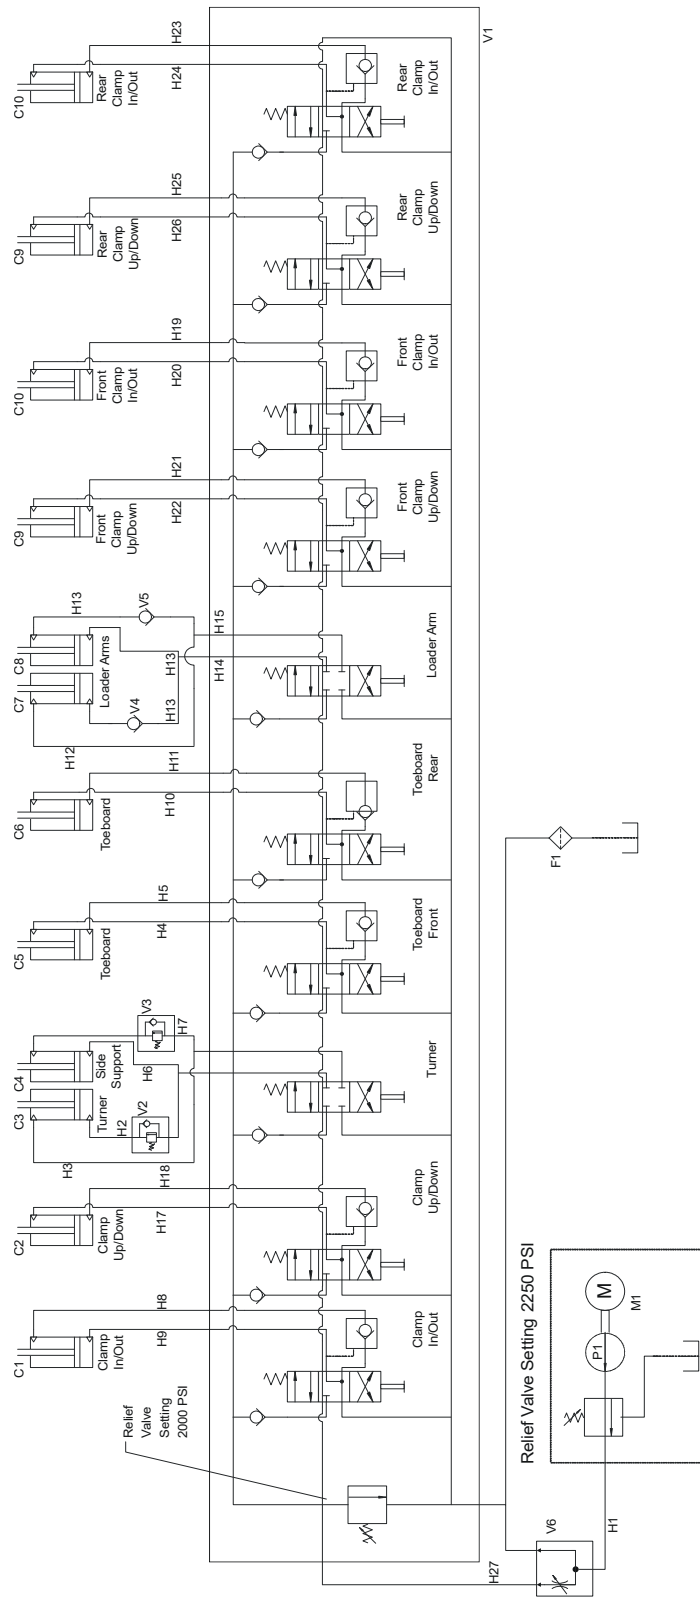 C1
Clamp
In/Out
C2
Clamp
Up/Down
C3
Turner
C4
Side
Support
C5
Toeboard
C6
Toeboard
C7
Loader Arms
C8
C9
Front
Clamp
Up/Down
C10
Front
Clamp
In/Out
C9
Rear
Clamp
Up/Down
C10
Rear
Clamp
In/Out
H3
H2
V2
H6
V3
H7
H12
V4
H13
H13
H13
V5
Relief
Valve
Setting
2000 PSI
H9
H8
H17
H18
H4
H5
H10
H11
H14
H15
H22
H21
H20
H19
H26
H25
H24
H23
Clamp
In/Out
Clamp
Up/Down
Turner
Toeboard
Front
Toeboard
Rear
Loader Arm
Front
Clamp
Up/Down
Front
Clamp
In/Out
Rear
Clamp
Up/Down
Rear
Clamp
In/Out
V1
H27
V6
H1
Relief Valve Setting 2250 PSI
P1
M
M1
F1